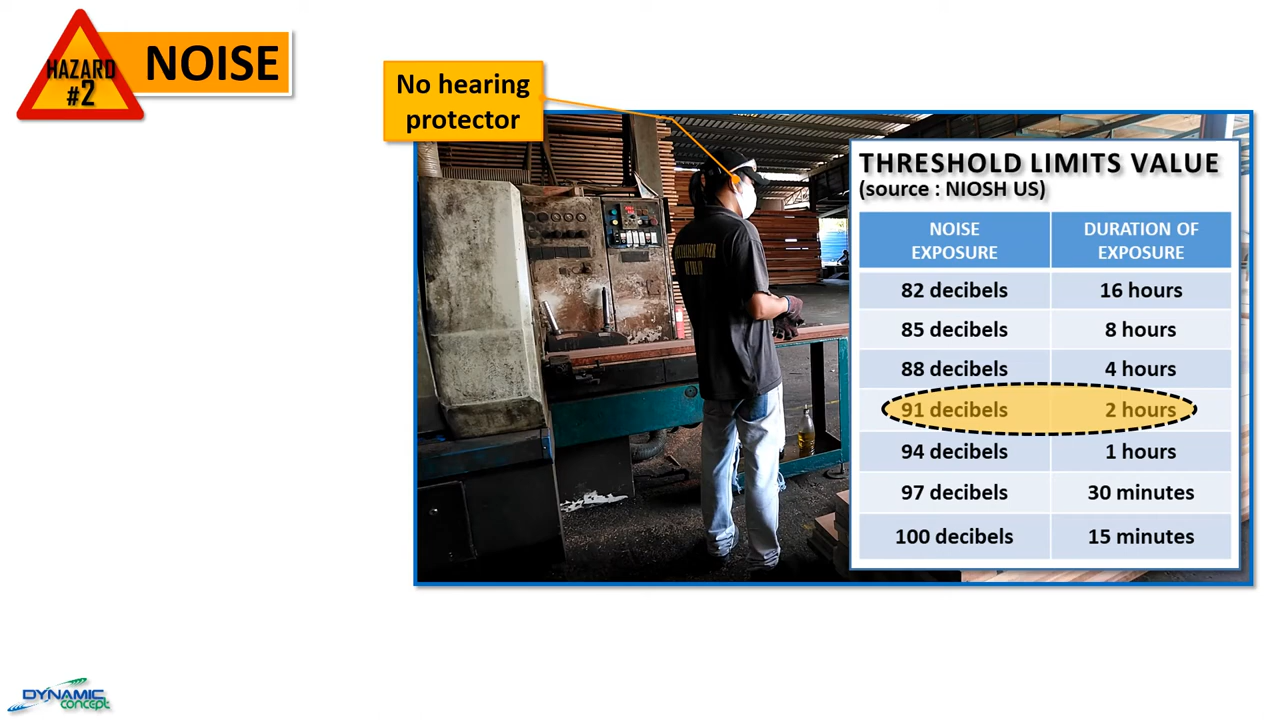 HAZARD
#2
NOISE
No hearing
protector
THRESHOLD LIMITS VALUE
(source : NIOSH US)
NOISE EXPOSURE DURATION OF EXPOSURE
82 decibels 16 hours
85 decibels 8 hours
88 decibels 4 hours
91 decibels 2 hours
94 decibels 1 hours
97 decibels 30 minutes
100 decibels 15 minutes
DYNAMIC
concept